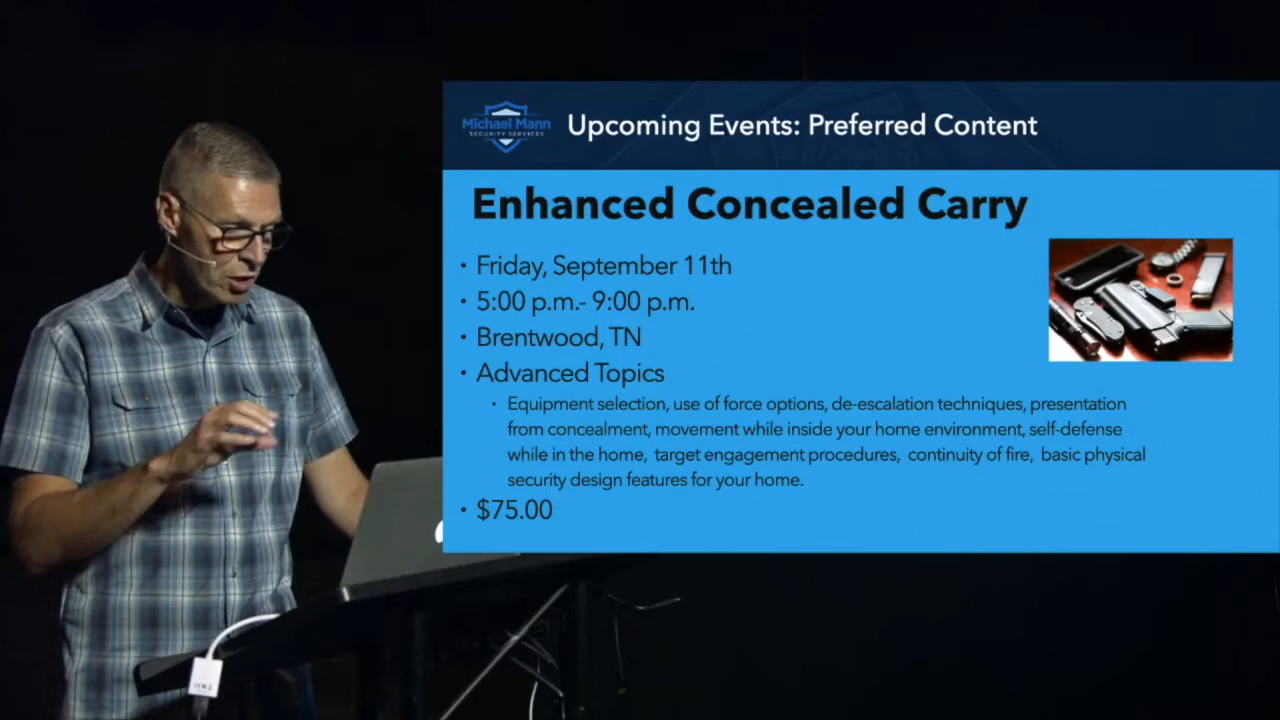 Michael Mann
SECURITY SERVICES
Upcoming Events: Preferred Content
Enhanced Concealed Carry
• Friday, September 11th
• 5:00 p.m.- 9:00 p.m.
• Brentwood, TN
• Advanced Topics
• Equipment selection, use of force options, de-escalation techniques, presentation
from concealment, movement while inside your home environment, self-defense
while in the home, target engagement procedures, continuity of fire, basic physical
security design features for your home.
• $75.00